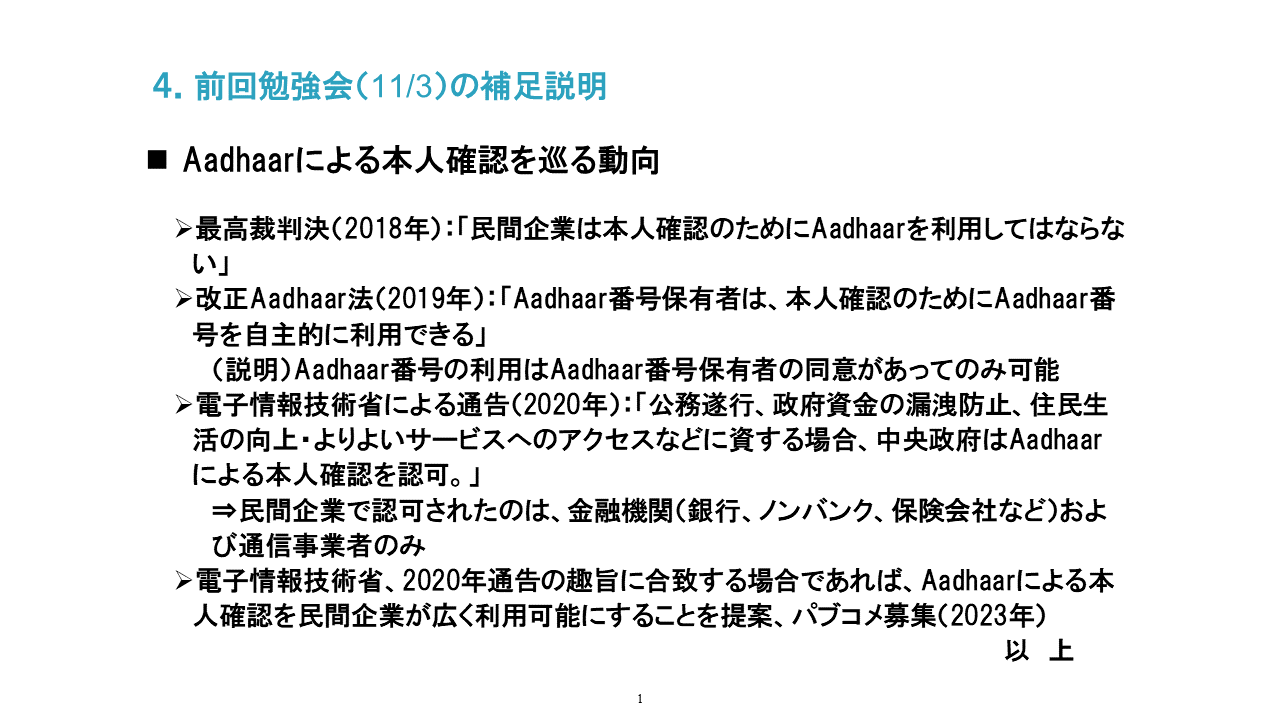 ４．前回勉強会（11/3）の補足説明
■ Aadhaarによる本人確認を巡る動向
➢最高裁判決（2018年）：「民間企業は本人確認のためにAadhaarを利用してはならな
い」
➢改正Aadhaar法（2019年）：「Aadhaar番号保有者は、本人確認のためにAadhaar番
号を自主的に利用できる」
（説明）Aadhaar番号の利用はAadhaar番号保有者の同意があってのみ可能
➢電子情報技術省による通告（2020年）：「公務遂行、政府資金の漏洩防止、住民生
活の向上・よりよいサービスへのアクセスなどに資する場合、中央政府はAadhaar
による本人確認を認可。」
⇒民間企業で認可されたのは、金融機関（銀行、ノンバンク、保険会社など）およ
び通信事業者のみ
➢電子情報技術省、2020年通告の趣旨に合致する場合であれば、Aadhaarによる本
人確認を民間企業が広く利用可能にすることを提案、パブコメ募集（2023年）
以　上
1